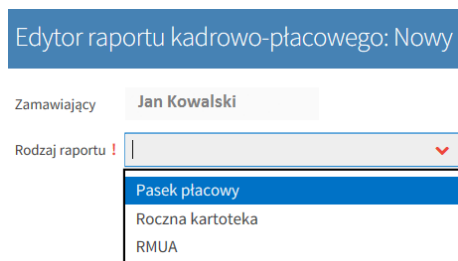 Edytor raportu kadrowo-płacowego: Nowy
Zamawiający Jan Kowalski
Rodzaj raportu !
Pasek płacowy
Roczna kartoteka
RMUA